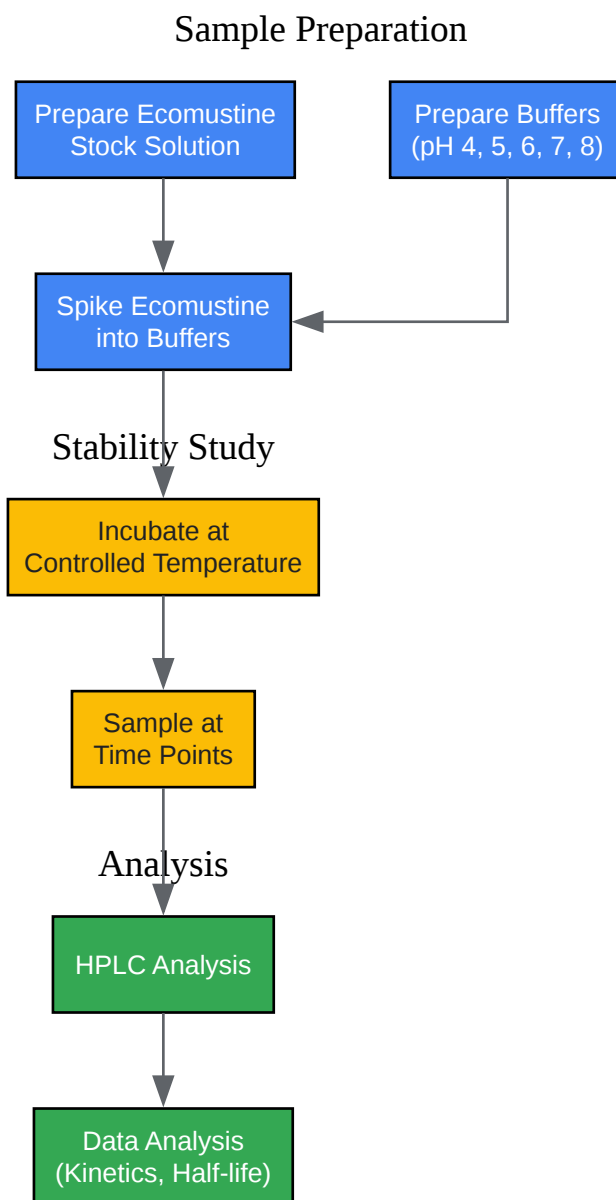 Sample Preparation
Prepare Ecomustine
Stock Solution
Prepare Buffers
(pH 4, 5, 6, 7, 8)
Spike Ecomustine
into Buffers
Stability Study
Incubate at
Controlled Temperature
Sample at
Time Points
Analysis
HPLC Analysis
Data Analysis
(Kinetics, Half-life)